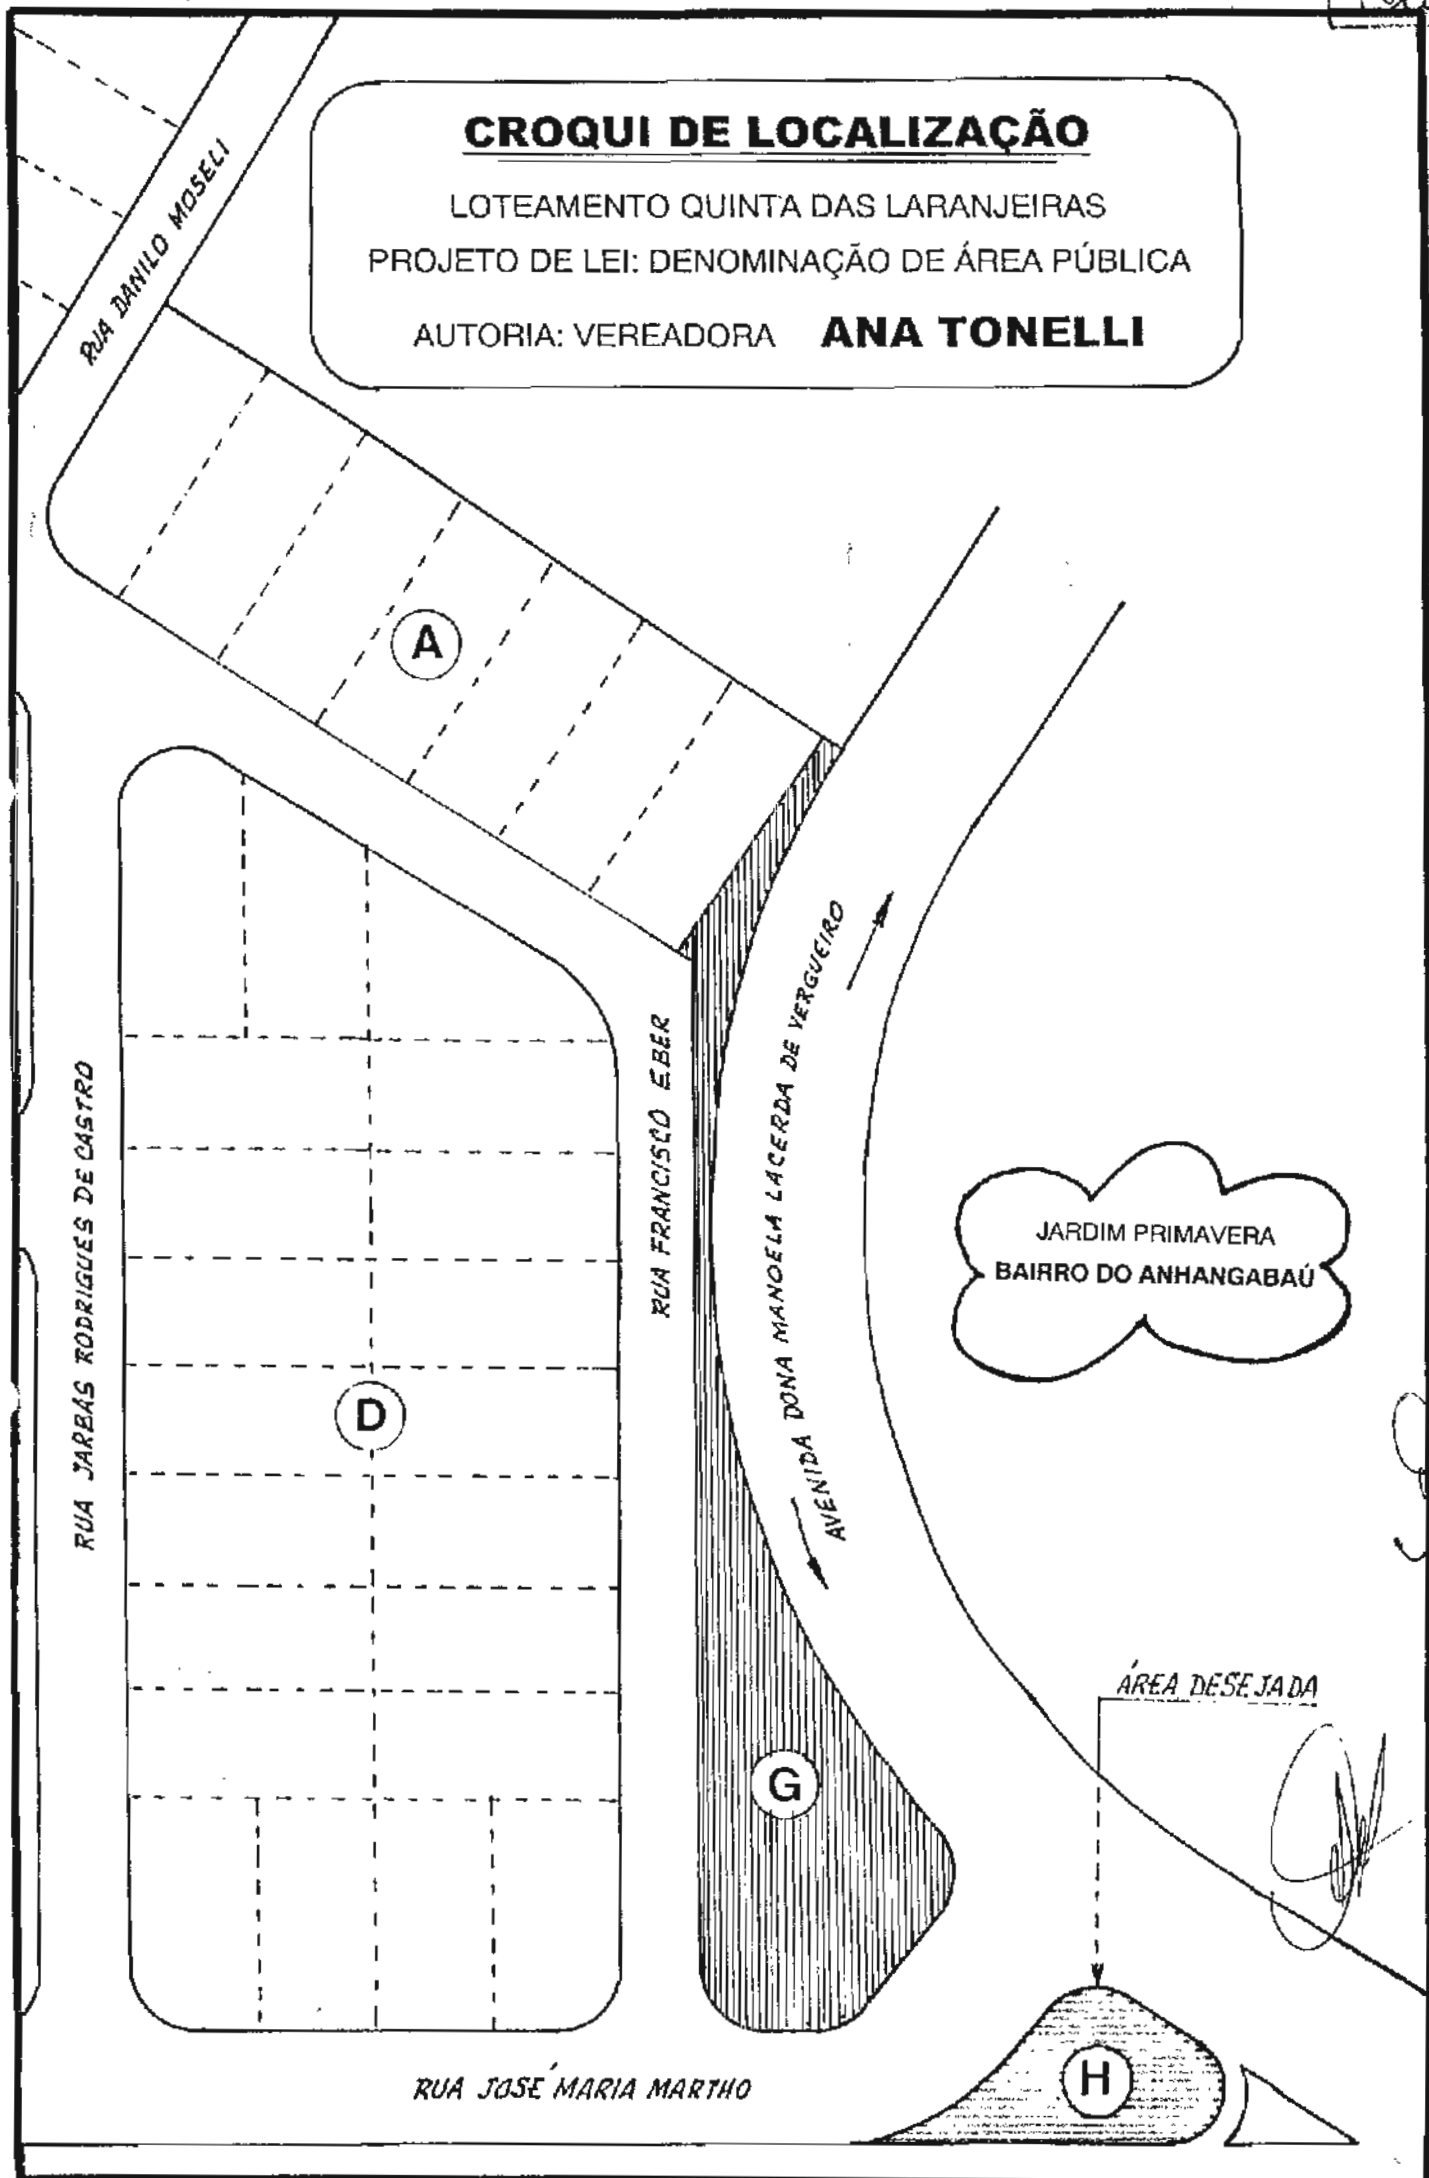 CROQUI DE LOCALIZAÇÃO
LOTEAMENTO QUINTA DAS LARANJEIRAS
PROJETO DE LEI: DENOMINAÇÃO DE ÁREA PÚBLICA
AUTORIA: VEREADORA ANA TONELLI
RUA DANILO MOSELI
A
AVENIDA DONA MANOELA LACERDA DE VERGUEIRO
RUA FRANCISCO EBER
RUA JARBAS RODRIGUES DE CASTRO
JARDIM PRIMAVERA
BAIRRO DO ANHANGABAÚ
D
ÁREA DESEJADA
G
H
RUA JOSÉ MARIA MARTHO